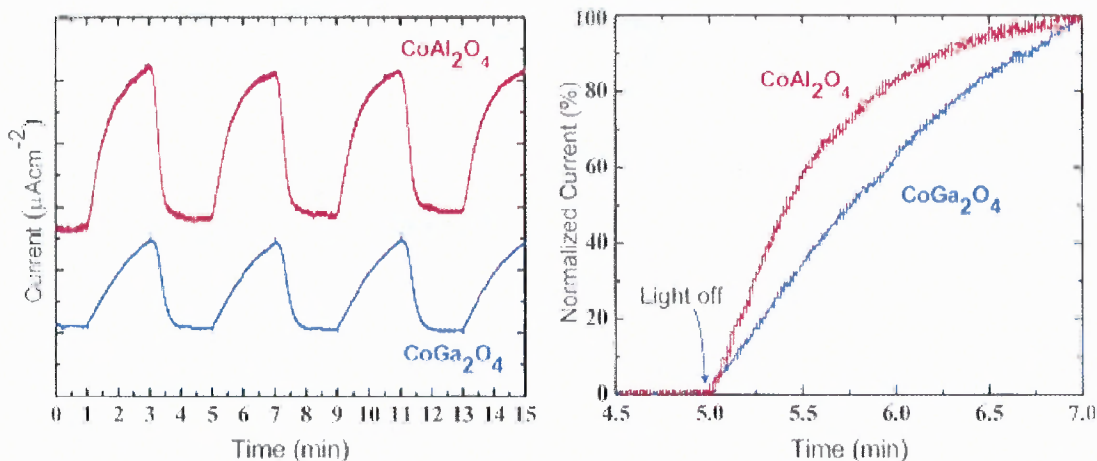 Current (μAcm⁻²)
CoAl₂O₄
CoGa₂O₄
0 1 2 3 4 5 6 7 8 9 10 11 12 13 14 15
Time (min)
Normalized Current (%)
100
80
60
40
20
0
CoAl₂O₄
CoGa₂O₄
Light off
4.5 5.0 5.5 6.0 6.5 7.0
Time (min)